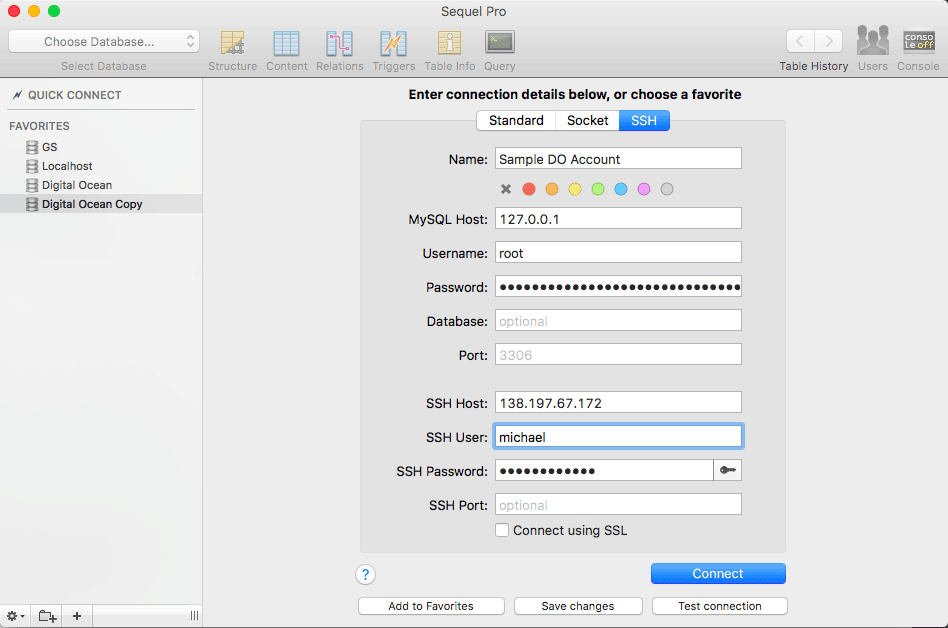 Sequel Pro
Choose Database...
Select Database
Structure
Content
Relations
Triggers
Table Info
Query
Table History
Users
conso
le off
Console
QUICK CONNECT
FAVORITES
GS
Localhost
Digital Ocean
Digital Ocean Copy
Enter connection details below, or choose a favorite
Standard
Socket
SSH
Name: Sample DO Account
MySQL Host: 127.0.0.1
Username: root
Password: ●●●●●●●●●●●●●●●●●●●●●●●●●●●●●●
Database: optional
Port: 3306
SSH Host: 138.197.67.172
SSH User: michael
SSH Password: ●●●●●●●●●●●●
SSH Port: optional
Connect using SSL
?
Connect
Add to Favorites
Save changes
Test connection